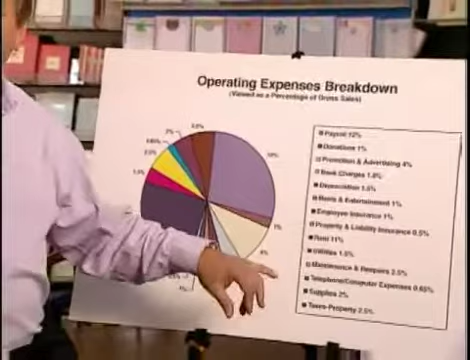 Operating Expenses Breakdown
(Viewed as a Percentage of Gross Sales)
Payroll 12%
Donations 1%
Promotion & Advertising 4%
Bank Charges 1.8%
Depreciation 1.5%
Meals & Entertainment 1%
Employee Insurance 1%
Property & Liability Insurance 0.5%
Rent 11%
Utilities 1.5%
Maintenance & Repairs 2.5%
Telephone/Computer Expenses 0.65%
Supplies 2%
Taxes-Property 2.5%